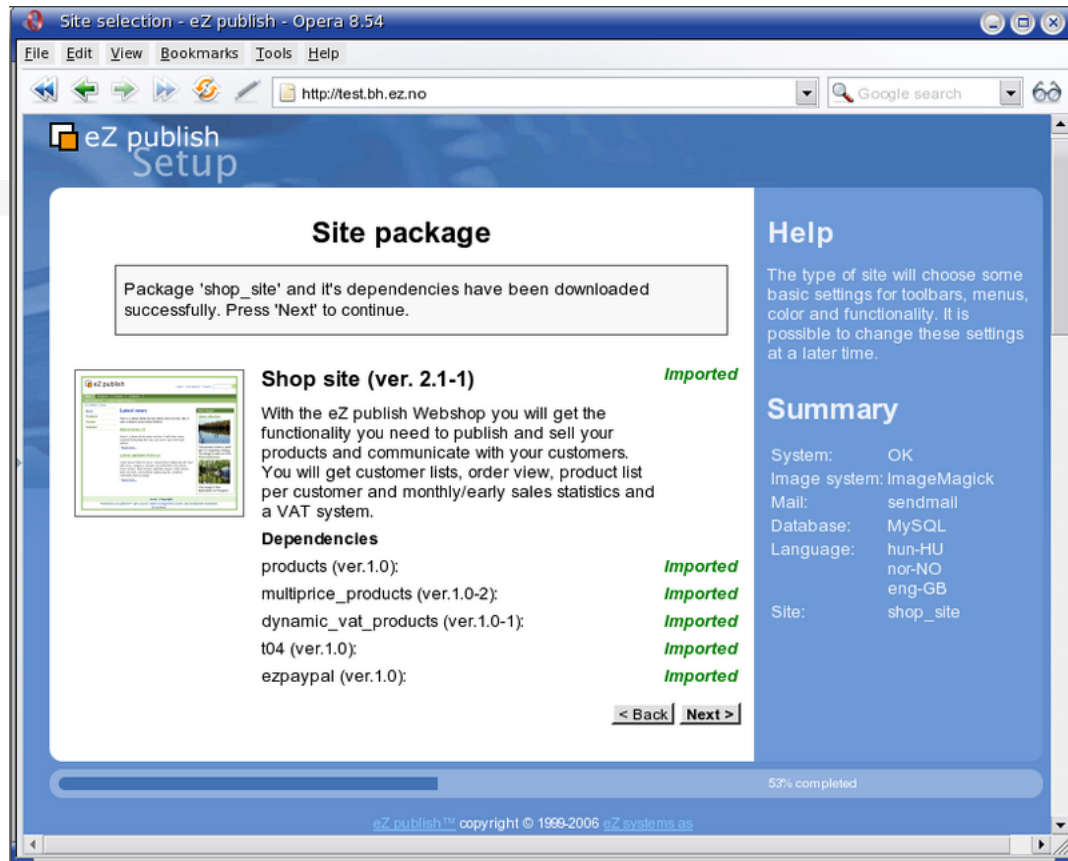 Site selection - eZ publish - Opera 8.54
File Edit View Bookmarks Tools Help
http://test.bh.ez.no
Google search
eZ publish
Setup
Site package
Package 'shop_site' and it's dependencies have been downloaded
successfully. Press 'Next' to continue.
eZ publish
Latest news
Shop site (ver. 2.1-1)
Imported
With the eZ publish Webshop you will get the
functionality you need to publish and sell your
products and communicate with your customers.
You will get customer lists, order view, product list
per customer and monthly/early sales statistics and
a VAT system.
Dependencies
products (ver.1.0): Imported
multiprice_products (ver.1.0-2): Imported
dynamic_vat_products (ver.1.0-1): Imported
t04 (ver.1.0): Imported
ezpaypal (ver.1.0): Imported
< Back Next >
Help
The type of site will choose some
basic settings for toolbars, menus,
color and functionality. It is
possible to change these settings
at a later time.
Summary
System: OK
Image system: ImageMagick
Mail: sendmail
Database: MySQL
Language: hun-HU
nor-NO
eng-GB
Site: shop_site
53% completed
eZ publish™ copyright © 1999-2006 eZ systems as